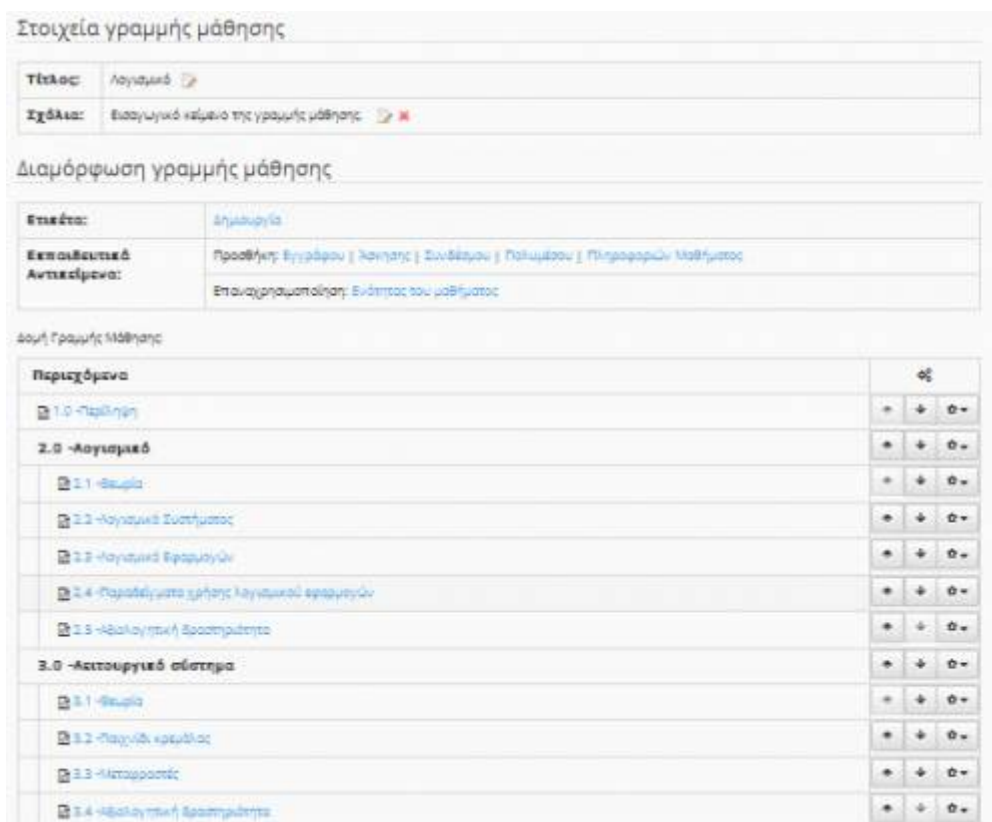 Στοιχεία γραμμής μάθησης
Τίτλος: Λογισμικό
Σχόλια: Εισαγωγικό κείμενο της γραμμής μάθησης.
Διαμόρφωση γραμμής μάθησης
Ετικέτα: Δημιουργία
Εκπαιδευτικά Προσθήκη: Εγγράφου | Άσκησης | Συνδέσμου | Πολυμέσου | Πληροφοριών Μαθήματος
Αντικείμενα:
Επαναχρησιμοποίηση: Ενότητας του μαθήματος
Δομή Γραμμής Μάθησης
Περιεχόμενα
1.0 -Περίληψη
2.0 -Λογισμικό
2.1 -Θεωρία
2.2 -Λογισμικό Συστήματος
2.3 -Λογισμικό Εφαρμογών
2.4 -Παραδείγματα χρήσης λογισμικού εφαρμογών
2.5 -Αξιολογητική δραστηριότητα
3.0 -Λειτουργικό σύστημα
3.1 -Θεωρία
3.2 -Παιχνίδι κρεμάλας
3.3 -Μεταφραστές
3.4 -Αξιολογητική δραστηριότητα